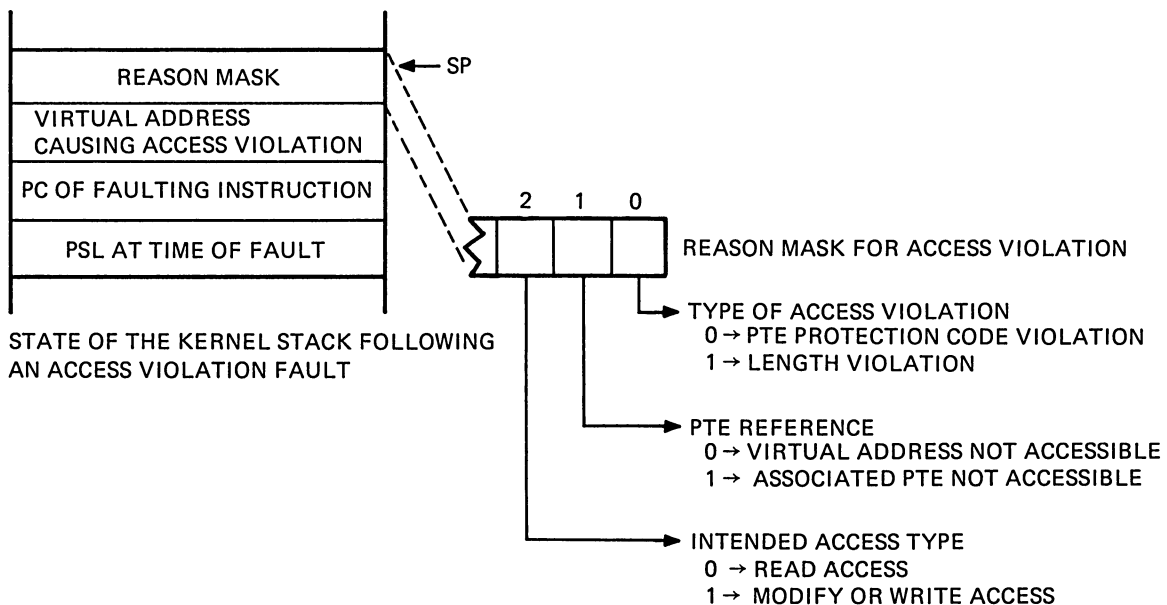 REASON MASK
SP
VIRTUAL ADDRESS
CAUSING ACCESS VIOLATION
PC OF FAULTING INSTRUCTION
PSL AT TIME OF FAULT
STATE OF THE KERNEL STACK FOLLOWING
AN ACCESS VIOLATION FAULT
2 1 0
REASON MASK FOR ACCESS VIOLATION
TYPE OF ACCESS VIOLATION
0→ PTE PROTECTION CODE VIOLATION
1→ LENGTH VIOLATION
PTE REFERENCE
0→ VIRTUAL ADDRESS NOT ACCESSIBLE
1→ ASSOCIATED PTE NOT ACCESSIBLE
INTENDED ACCESS TYPE
0 → READ ACCESS
1→ MODIFY OR WRITE ACCESS